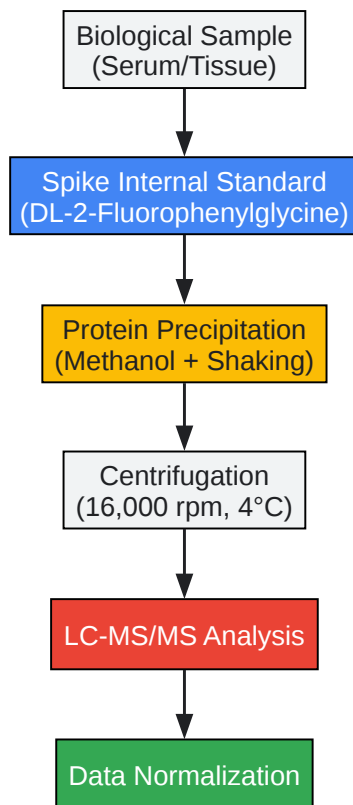 Biological Sample
(Serum/Tissue)
Spike Internal Standard
(DL-2-Fluorophenylglycine)
Protein Precipitation
(Methanol + Shaking)
Centrifugation
(16,000 rpm, 4°C)
LC-MS/MS Analysis
Data Normalization